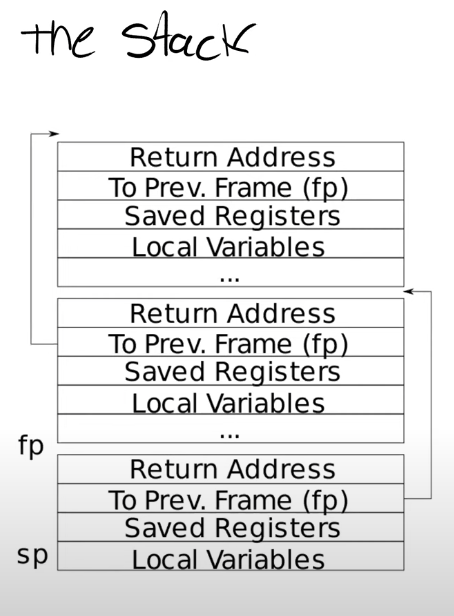 the stack
Return Address
To Prev. Frame (fp)
Saved Registers
Local Variables
...
Return Address
To Prev. Frame (fp)
Saved Registers
Local Variables
...
fp
Return Address
To Prev. Frame (fp)
Saved Registers
sp Local Variables